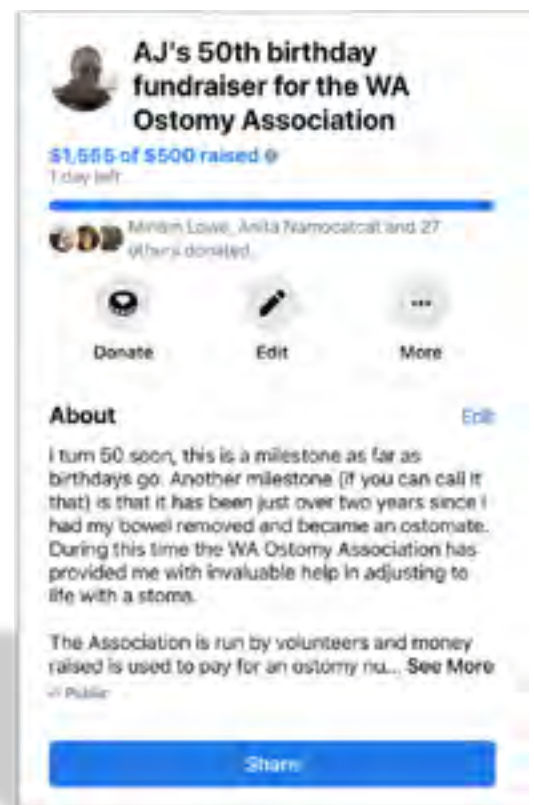 AJ's 50th birthday
fundraiser for the WA
Ostomy Association
$1,555 of $500 raised
1 day left
Miriam Lowe, Anita Namocatcat and 27
others donated.
Donate
Edit
More
About
Edit
I turn 50 soon, this is a milestone as far as
birthdays go. Another milestone (if you can call it
that) is that it has been just over two years since I
had my bowel removed and became an ostomate.
During this time the WA Ostomy Association has
provided me with invaluable help in adjusting to
life with a stoma.
The Association is run by volunteers and money
raised is used to pay for an ostomy nu... See More
Public
Share